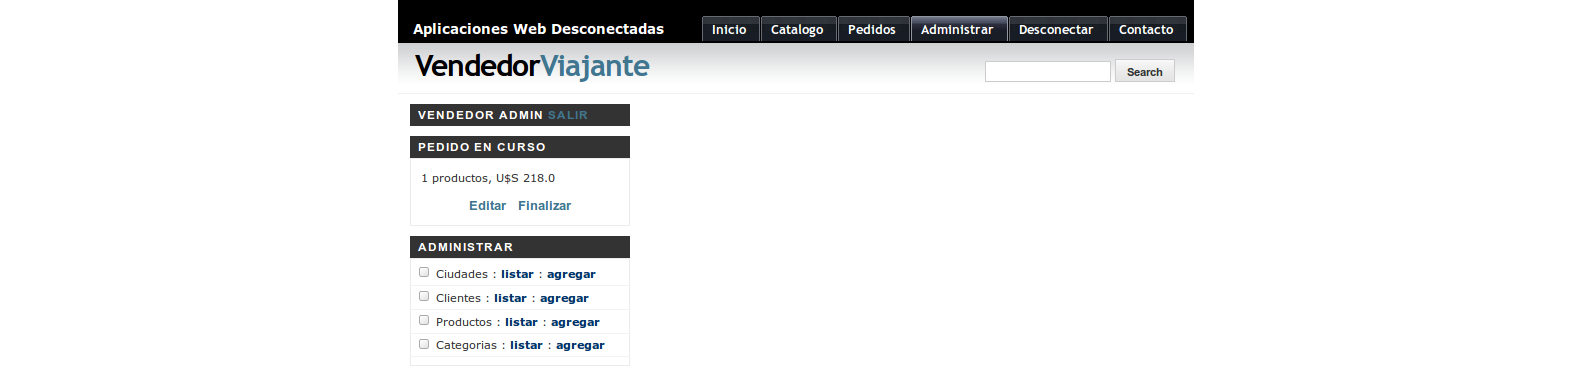 Aplicaciones Web Desconectadas Inicio Catalogo Pedidos Administrar Desconectar Contacto
VendedorViajante Search
VENDEDOR ADMIN SALIR
PEDIDO EN CURSO
1 productos, U$S 218.0
Editar Finalizar
ADMINISTRAR
Ciudades : listar : agregar
Clientes : listar : agregar
Productos : listar : agregar
Categorias : listar : agregar